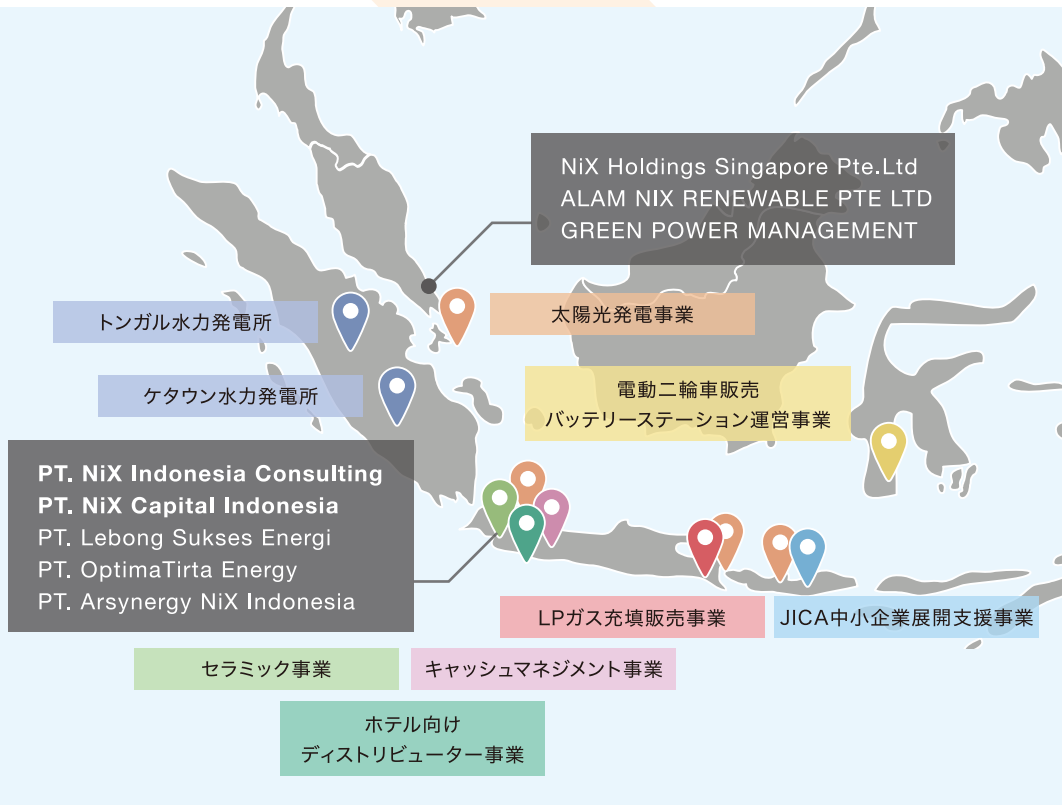 NiX Holdings Singapore Pte.Ltd
ALAM NIX RENEWABLE PTE LTD
GREEN POWER MANAGEMENT
トンガル水力発電所
太陽光発電事業
ケタウン水力発電所
電動二輪車販売
バッテリーステーション運営事業
PT. NiX Indonesia Consulting
PT. NiX Capital Indonesia
PT. Lebong Sukses Energi
PT. OptimaTirta Energy
PT. Arsynergy NiX Indonesia
LPガス充填販売事業
JICA中小企業展開支援事業
セラミック事業
キャッシュマネジメント事業
ホテル向け
ディストリビューター事業